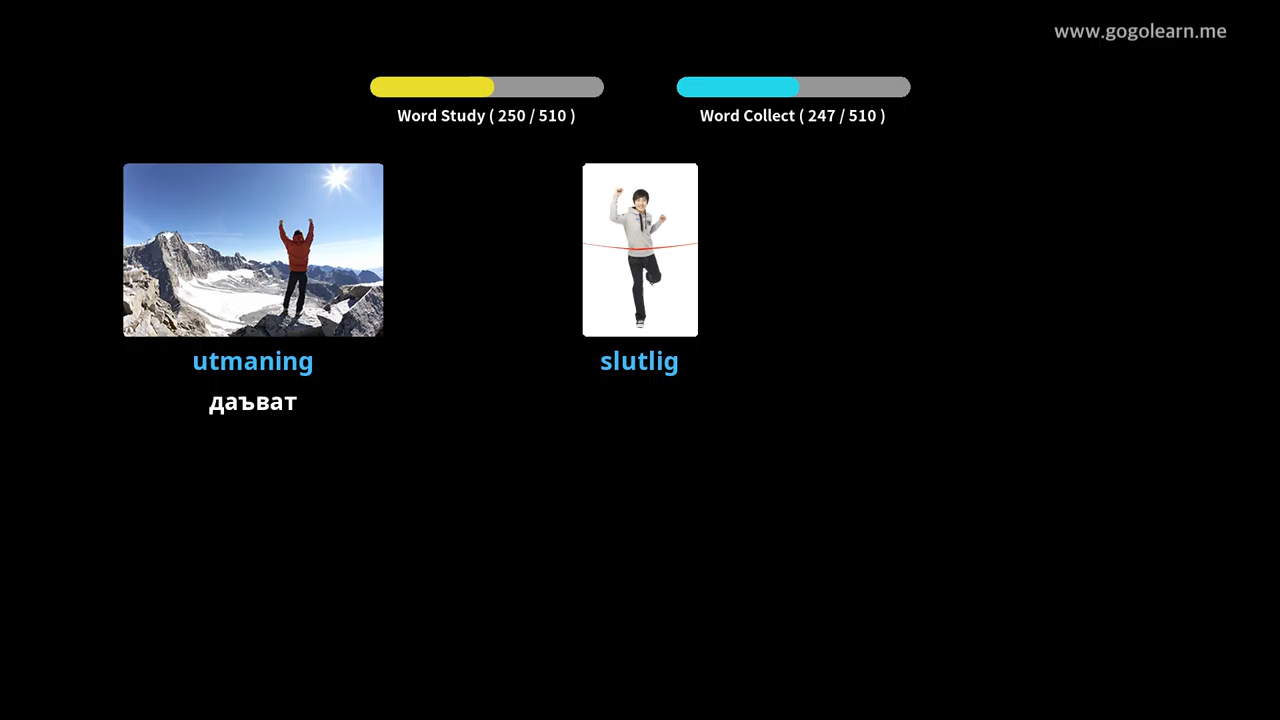 www.gogolearn.me
Word Study ( 250 / 510 )
Word Collect ( 247 / 510 )
utmaning
slutlig
даъват